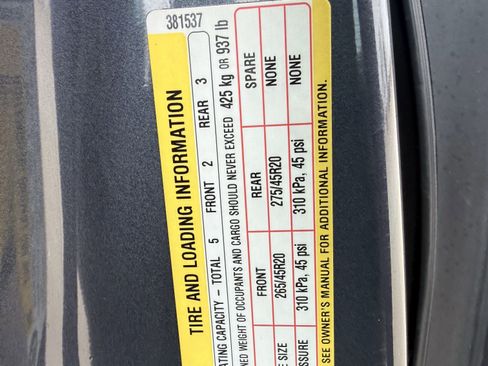 381537
TIRE AND LOADING INFORMATION
ATING CAPACITY - TOTAL 5 FRONT 2 REAR 3
NED WEIGHT OF OCCUPANTS AND CARGO SHOULD NEVER EXCEED 425 kg OR 937 lb
FRONT REAR SPARE
E SIZE 265/45R20 275/45R20 NONE
ESSURE 310 kPa, 45 psi 310 kPa, 45 psi NONE
SEE OWNER'S MANUAL FOR ADDITIONAL INFORMATION.